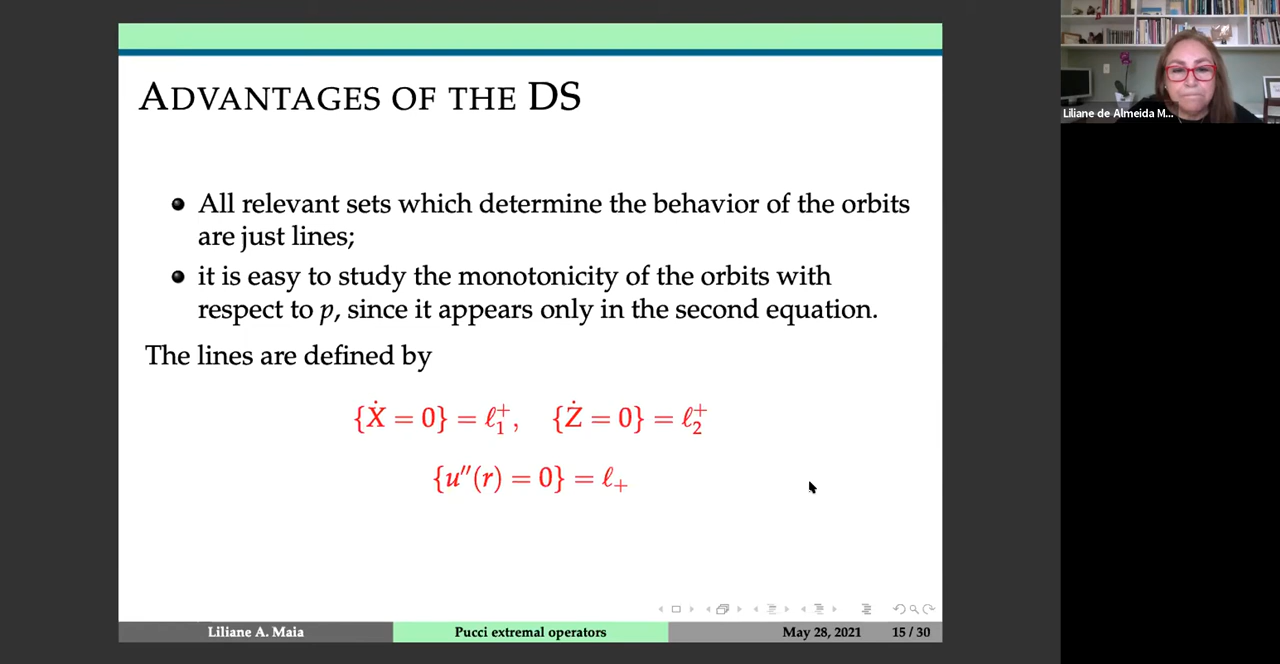 ADVANTAGES OF THE DS
All relevant sets which determine the behavior of the orbits
are just lines;
it is easy to study the monotonicity of the orbits with
respect to p, since it appears only in the second equation.
The lines are defined by
{Ẋ = 0} = ℓ₁⁺, {Ż = 0} = ℓ₂⁺
{u″(r) = 0} = ℓ₊
Liliane A. Maia
Pucci extremal operators
May 28, 2021 15 / 30
Liliane de Almeida M...